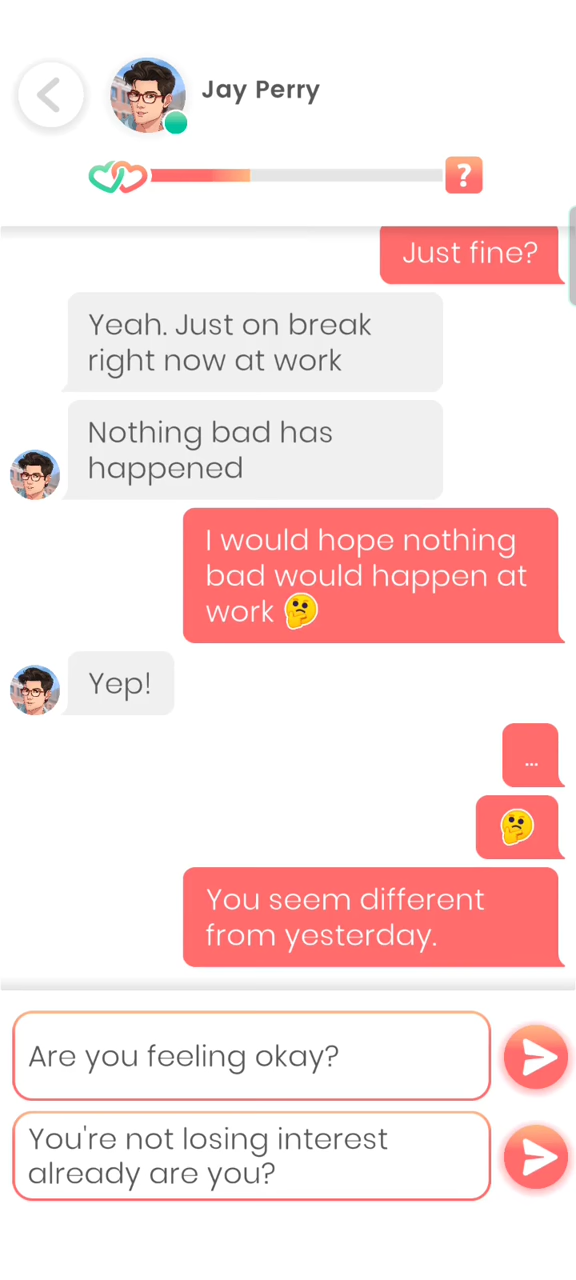 Jay Perry
?
Just fine?
Yeah. Just on break
right now at work
Nothing bad has
happened
I would hope nothing
bad would happen at
work 🤔
Yep!
...
🤔
You seem different
from yesterday.
Are you feeling okay?
You're not losing interest
already are you?